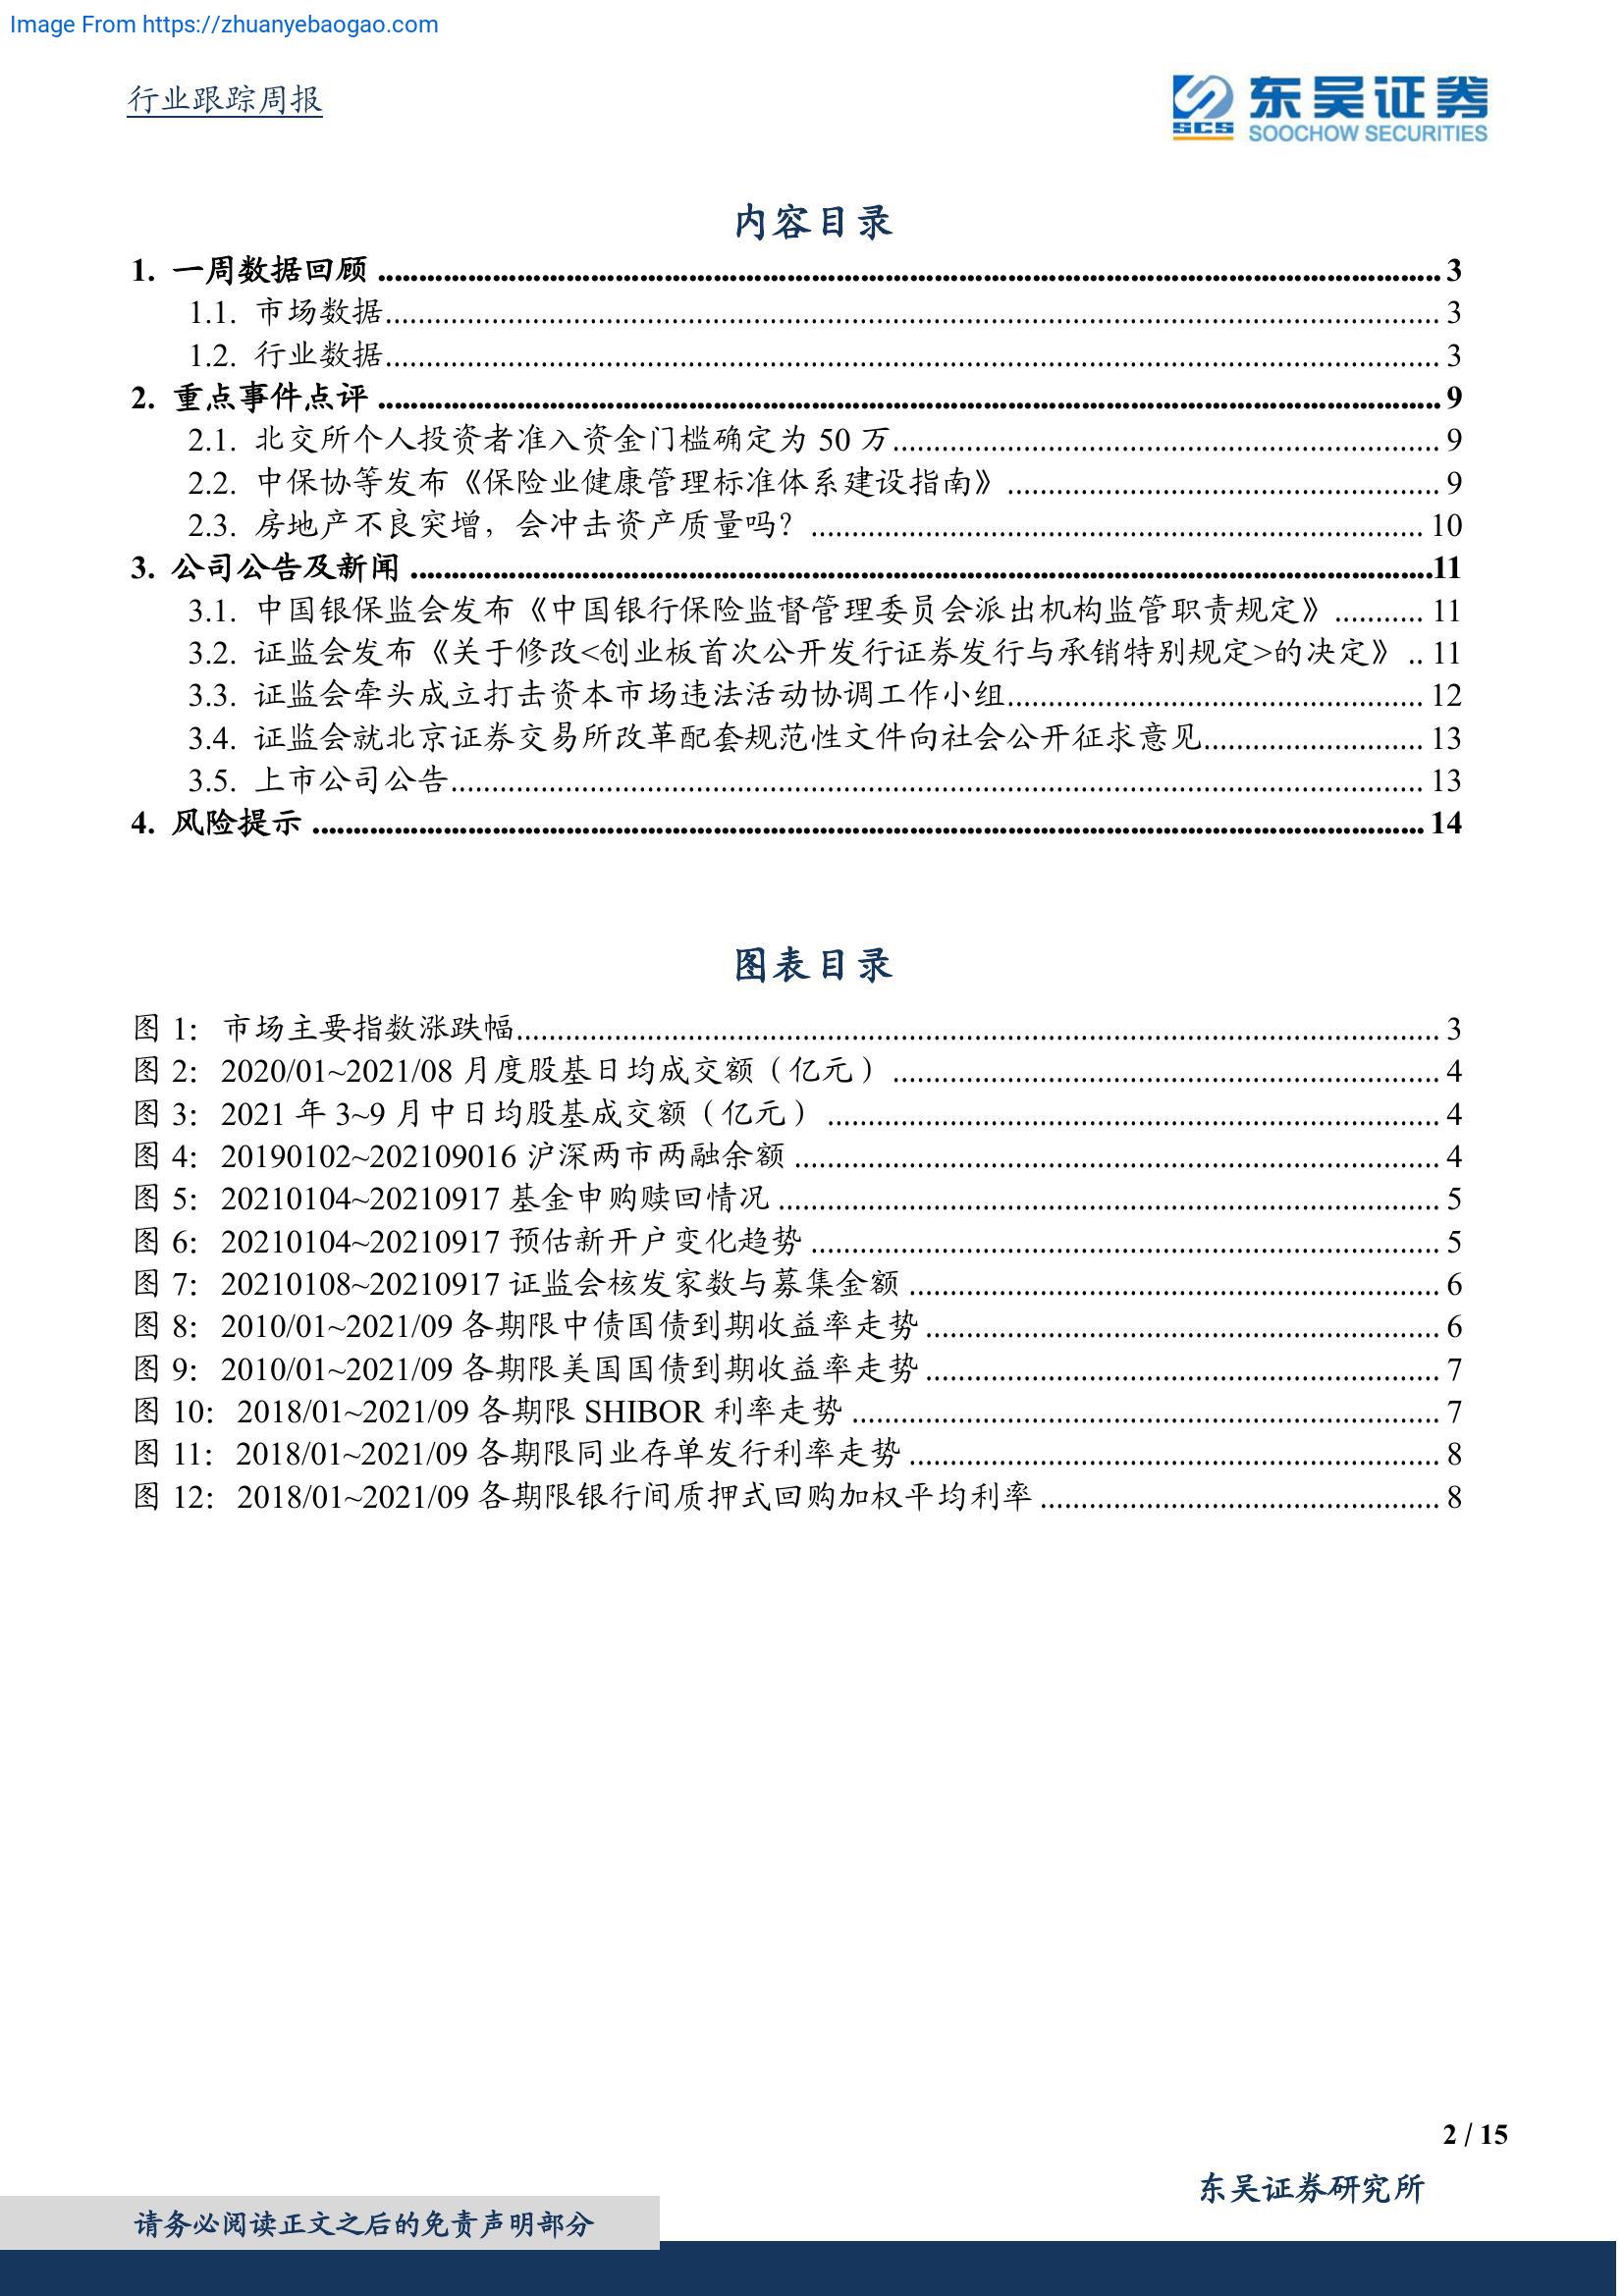 Image From https://zhuanyebaogao.com
行业跟踪周报
东吴证券
SCS
SOOCHOW SECURITIES
内容目录
1. 一周数据回顾 ........ 3
1.1. 市场数据........ 3
1.2. 行业数据........ 3
2. 重点事件点评 ........ 9
2.1. 北交所个人投资者准入资金门槛确定为 50 万........ 9
2.2. 中保协等发布《保险业健康管理标准体系建设指南》 ........ 9
2.3. 房地产不良突增，会冲击资产质量吗？ ........ 10
3. 公司公告及新闻 ........11
3.1. 中国银保监会发布《中国银行保险监督管理委员会派出机构监管职责规定》 ........... 11
3.2. 证监会发布《关于修改<创业板首次公开发行证券发行与承销特别规定>的决定》 .. 11
3.3. 证监会牵头成立打击资本市场违法活动协调工作小组........ 12
3.4. 证监会就北京证券交易所改革配套规范性文件向社会公开征求意见........ 13
3.5. 上市公司公告........ 13
4. 风险提示 ........ 14
图表目录
图 1： 市场主要指数涨跌幅........ 3
图 2： 2020/01~2021/08 月度股基日均成交额（亿元） ........ 4
图 3： 2021 年 3~9 月中日均股基成交额（亿元） ........ 4
图 4： 20190102~202109016 沪深两市两融余额 ........ 4
图 5： 20210104~20210917 基金申购赎回情况 ........ 5
图 6： 20210104~20210917 预估新开户变化趋势 ........ 5
图 7： 20210108~20210917 证监会核发家数与募集金额 ........ 6
图 8： 2010/01~2021/09 各期限中债国债到期收益率走势 ........ 6
图 9： 2010/01~2021/09 各期限美国国债到期收益率走势 ........ 7
图 10： 2018/01~2021/09 各期限 SHIBOR 利率走势 ........ 7
图 11： 2018/01~2021/09 各期限同业存单发行利率走势 ........ 8
图 12： 2018/01~2021/09 各期限银行间质押式回购加权平均利率 ........ 8
2 / 15
东吴证券研究所
请务必阅读正文之后的免责声明部分